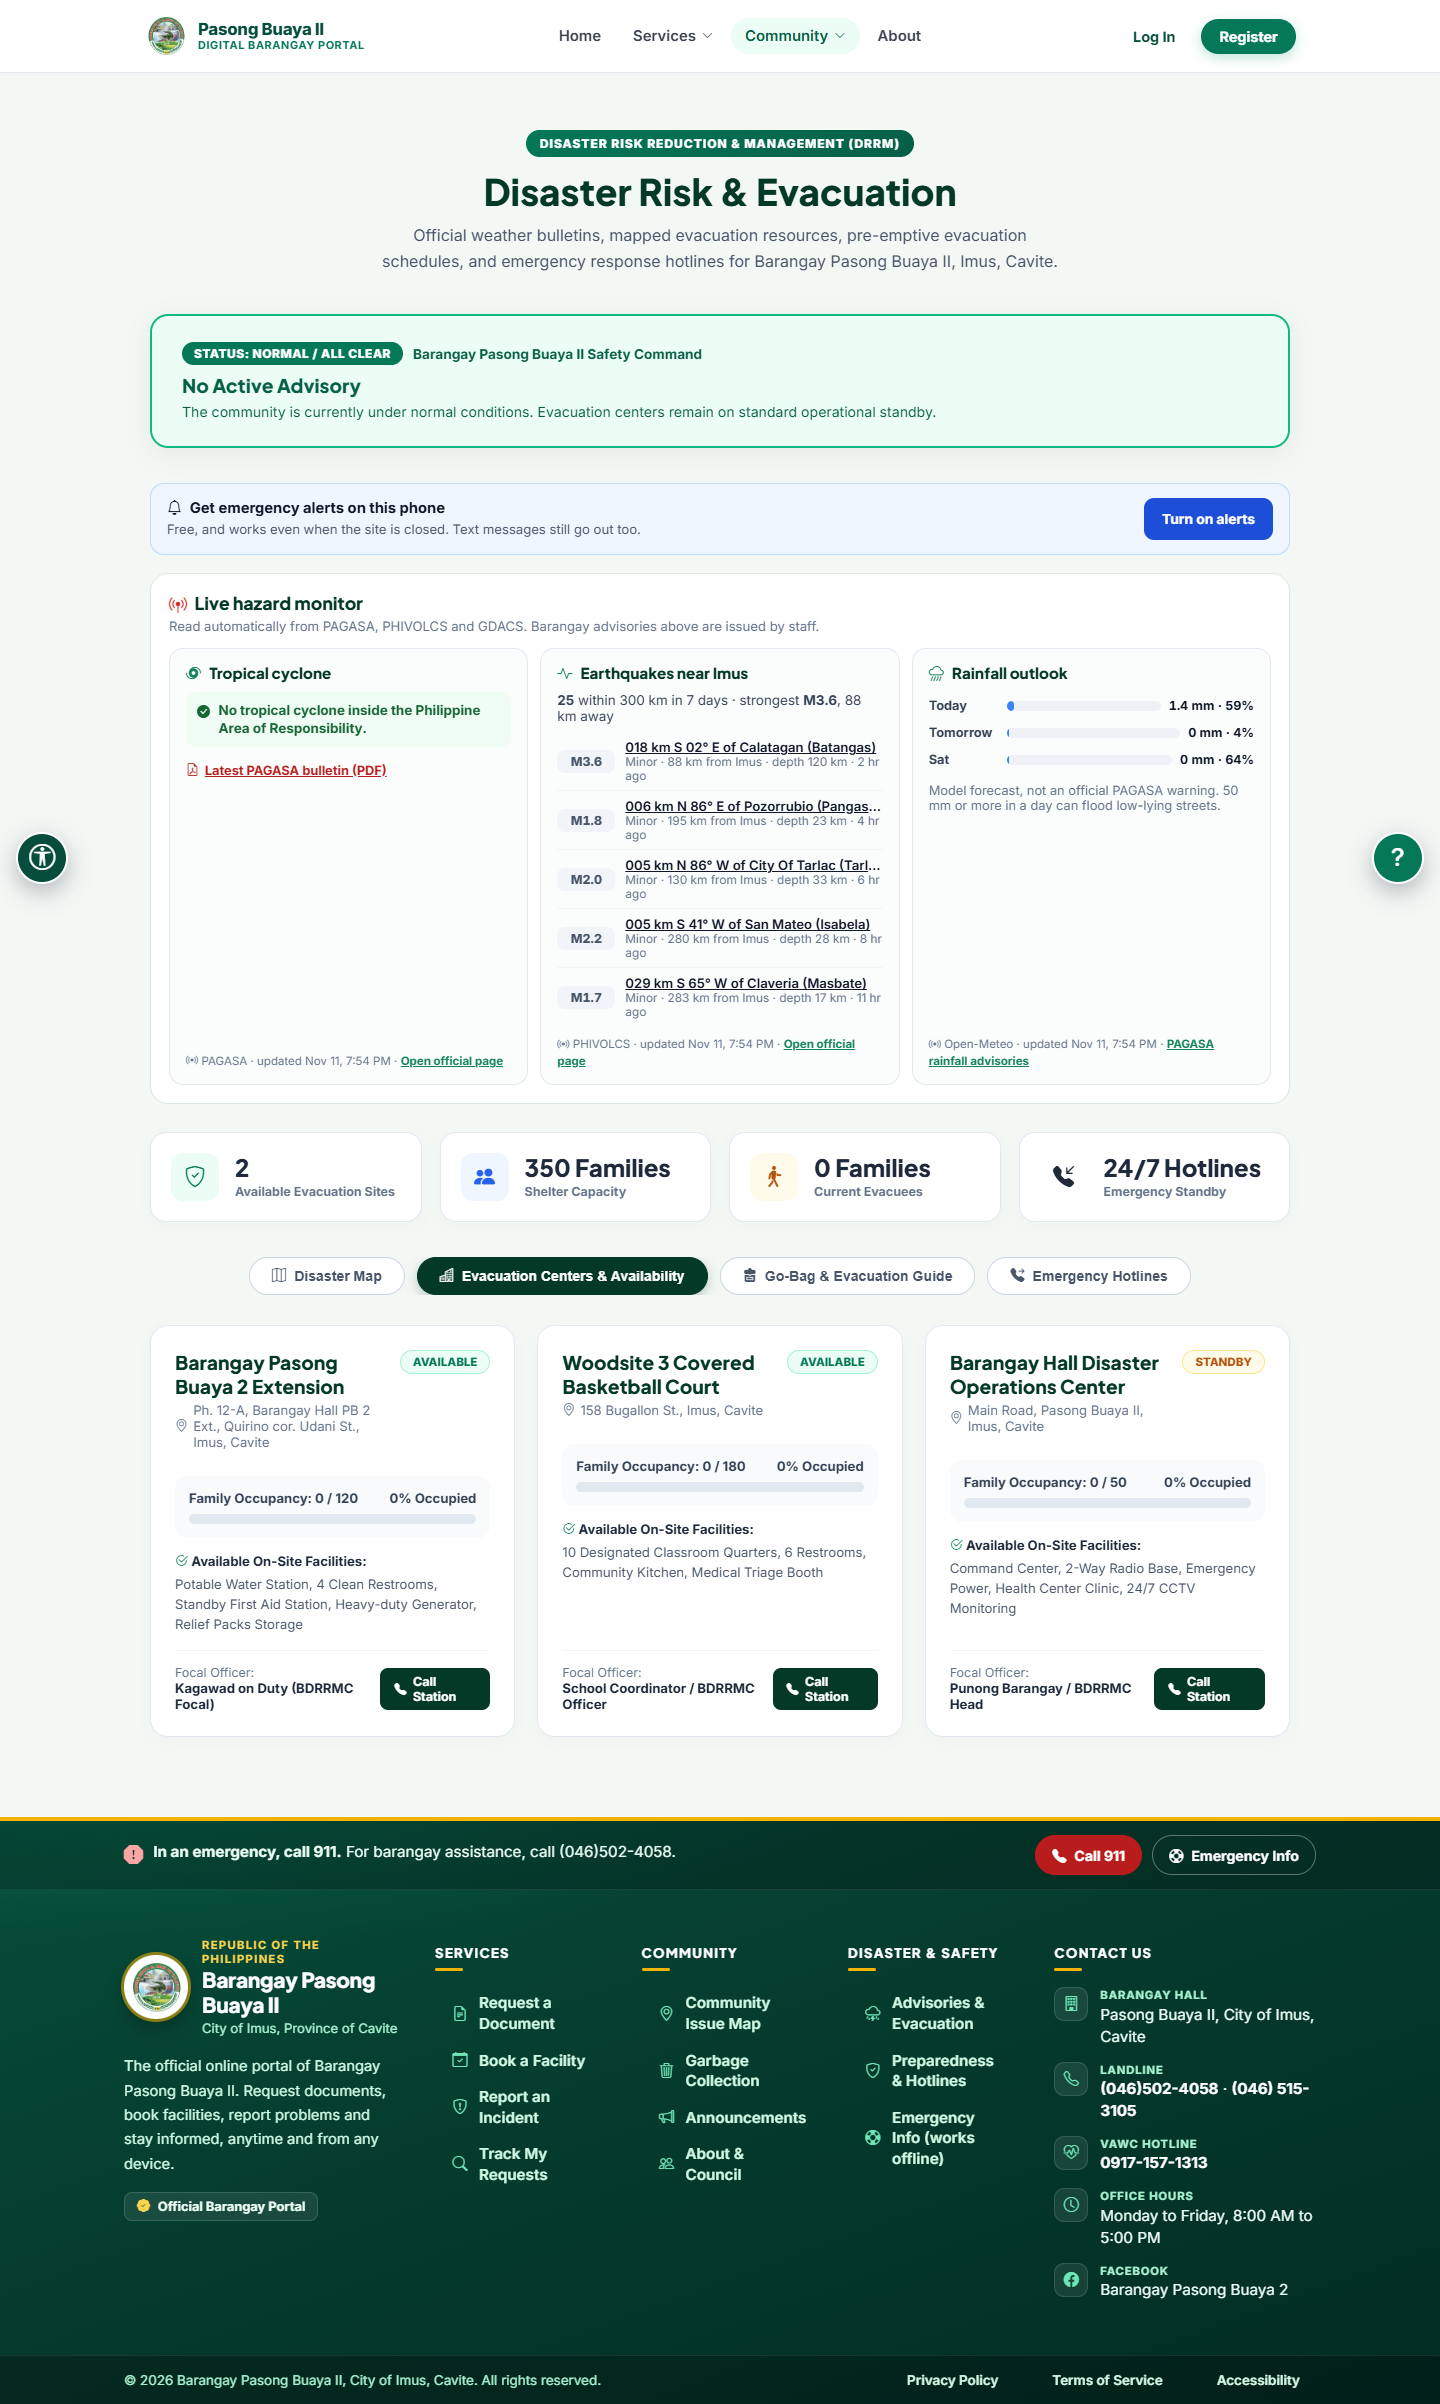 Pasong Buaya II
DIGITAL BARANGAY PORTAL
Home
Services
Community
About
Log In
Register
DISASTER RISK REDUCTION & MANAGEMENT (DRRM)
Disaster Risk & Evacuation
Official weather bulletins, mapped evacuation resources, pre-emptive evacuation
schedules, and emergency response hotlines for Barangay Pasong Buaya II, Imus, Cavite.
STATUS: NORMAL / ALL CLEAR
Barangay Pasong Buaya II Safety Command
No Active Advisory
The community is currently under normal conditions. Evacuation centers remain on standard operational standby.
Get emergency alerts on this phone
Free, and works even when the site is closed. Text messages still go out too.
Turn on alerts
Live hazard monitor
Read automatically from PAGASA, PHIVOLCS and GDACS. Barangay advisories above are issued by staff.
Tropical cyclone
No tropical cyclone inside the Philippine
Area of Responsibility.
Latest PAGASA bulletin (PDF)
PAGASA · updated Nov 11, 7:54 PM · Open official page
Earthquakes near Imus
25 within 300 km in 7 days · strongest M3.6, 88
km away
M3.6
018 km S 02° E of Calatagan (Batangas)
Minor · 88 km from Imus · depth 120 km · 2 hr
ago
M1.8
006 km N 86° E of Pozorrubio (Pangas...
Minor · 195 km from Imus · depth 23 km · 4 hr
ago
M2.0
005 km N 86° W of City Of Tarlac (Tarl...
Minor · 130 km from Imus · depth 33 km · 6 hr
ago
M2.2
005 km S 41° W of San Mateo (Isabela)
Minor · 280 km from Imus · depth 28 km · 8 hr
ago
M1.7
029 km S 65° W of Claveria (Masbate)
Minor · 283 km from Imus · depth 17 km · 11 hr
ago
PHIVOLCS · updated Nov 11, 7:54 PM · Open official
page
Rainfall outlook
Today
1.4 mm · 59%
Tomorrow
0 mm · 4%
Sat
0 mm · 64%
Model forecast, not an official PAGASA warning. 50
mm or more in a day can flood low-lying streets.
Open-Meteo · updated Nov 11, 7:54 PM · PAGASA
rainfall advisories
?
2
Available Evacuation Sites
350 Families
Shelter Capacity
0 Families
Current Evacuees
24/7 Hotlines
Emergency Standby
Disaster Map
Evacuation Centers & Availability
Go-Bag & Evacuation Guide
Emergency Hotlines
Barangay Pasong
Buaya 2 Extension
AVAILABLE
Ph. 12-A, Barangay Hall PB 2
Ext., Quirino cor. Udani St.,
Imus, Cavite
Family Occupancy: 0 / 120
0% Occupied
Available On-Site Facilities:
Potable Water Station, 4 Clean Restrooms,
Standby First Aid Station, Heavy-duty Generator,
Relief Packs Storage
Focal Officer:
Kagawad on Duty (BDRRMC
Focal)
Call
Station
Woodsite 3 Covered
Basketball Court
AVAILABLE
158 Bugallon St., Imus, Cavite
Family Occupancy: 0 / 180
0% Occupied
Available On-Site Facilities:
10 Designated Classroom Quarters, 6 Restrooms,
Community Kitchen, Medical Triage Booth
Focal Officer:
School Coordinator / BDRRMC
Officer
Call
Station
Barangay Hall Disaster
Operations Center
STANDBY
Main Road, Pasong Buaya II,
Imus, Cavite
Family Occupancy: 0 / 50
0% Occupied
Available On-Site Facilities:
Command Center, 2-Way Radio Base, Emergency
Power, Health Center Clinic, 24/7 CCTV
Monitoring
Focal Officer:
Punong Barangay / BDRRMC
Head
Call
Station
In an emergency, call 911. For barangay assistance, call (046)502-4058.
Call 911
Emergency Info
REPUBLIC OF THE
PHILIPPINES
Barangay Pasong
Buaya II
City of Imus, Province of Cavite
The official online portal of Barangay
Pasong Buaya II. Request documents,
book facilities, report problems and
stay informed, anytime and from any
device.
Official Barangay Portal
SERVICES
Request a
Document
Book a Facility
Report an
Incident
Track My
Requests
COMMUNITY
Community
Issue Map
Garbage
Collection
Announcements
About &
Council
DISASTER & SAFETY
Advisories &
Evacuation
Preparedness
& Hotlines
Emergency
Info (works
offline)
CONTACT US
BARANGAY HALL
Pasong Buaya II, City of Imus,
Cavite
LANDLINE
(046)502-4058 · (046) 515-
3105
VAWC HOTLINE
0917-157-1313
OFFICE HOURS
Monday to Friday, 8:00 AM to
5:00 PM
FACEBOOK
Barangay Pasong Buaya 2
© 2026 Barangay Pasong Buaya II, City of Imus, Cavite. All rights reserved.
Privacy Policy
Terms of Service
Accessibility